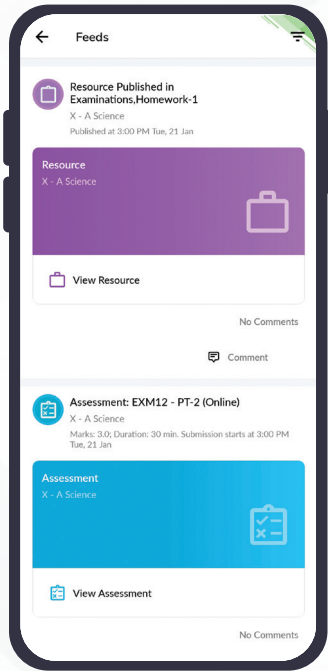 Feeds
Resource Published in
Examinations,Homework-1
X - A Science
Published at 3:00 PM Tue, 21 Jan
Resource
X - A Science
View Resource
No Comments
Comment
Assessment: EXM12 - PT-2 (Online)
X - A Science
Marks: 3.0; Duration: 30 min. Submission starts at 3:00 PM
Tue, 21 Jan
Assessment
X - A Science
View Assessment
No Comments